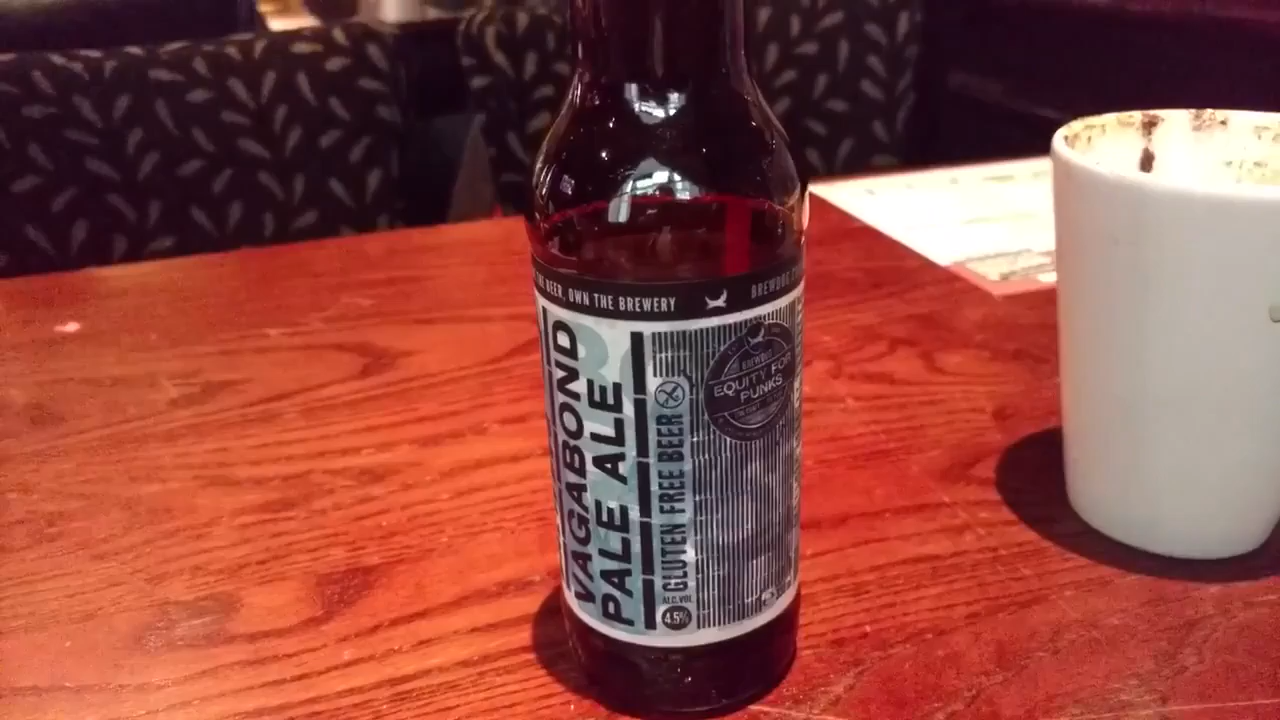 THE BEER, OWN THE BREWERY
BREWDOG.C
VAGABOND
PALE ALE
GLUTEN FREE BEER
ALC.VOL
4.5%
BREWDOG
EQUITY FOR
PUNKS